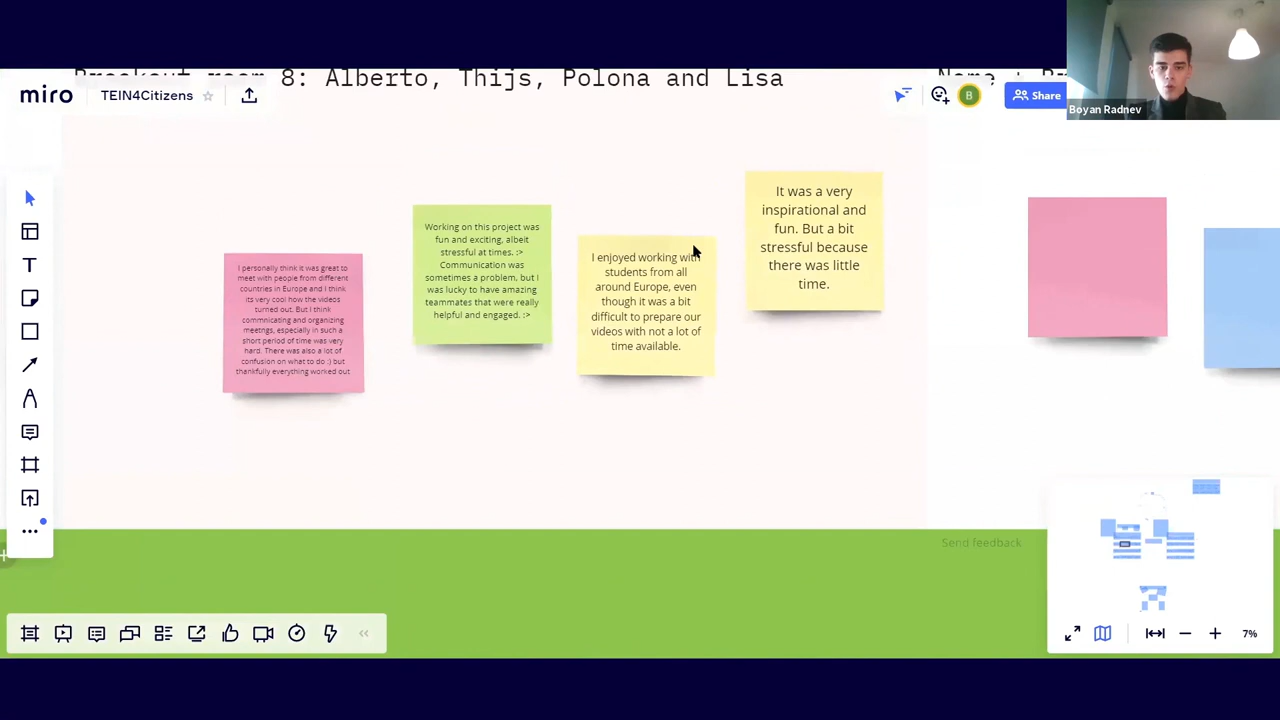 8: Alberto, Thijs, Polona and Lisa
miro
TEIN4Citizens
B
Share
Boyan Radnev
I personally think it was great to
meet with people from different
countries in Europe and I think
its very cool how the videos
turned out. But I think
commnicating and organizing
meetngs, especially in such a
short period of time was very
hard. There was also a lot of
confusion on what to do :) but
thankfully everything worked out
Working on this project was
fun and exciting, albeit
stressful at times. :>
Communication was
sometimes a problem, but I
was lucky to have amazing
teammates that were really
helpful and engaged. :>
I enjoyed working with
students from all
around Europe, even
though it was a bit
difficult to prepare our
videos with not a lot of
time available.
It was a very
inspirational and
fun. But a bit
stressful because
there was little
time.
Send feedback
7%